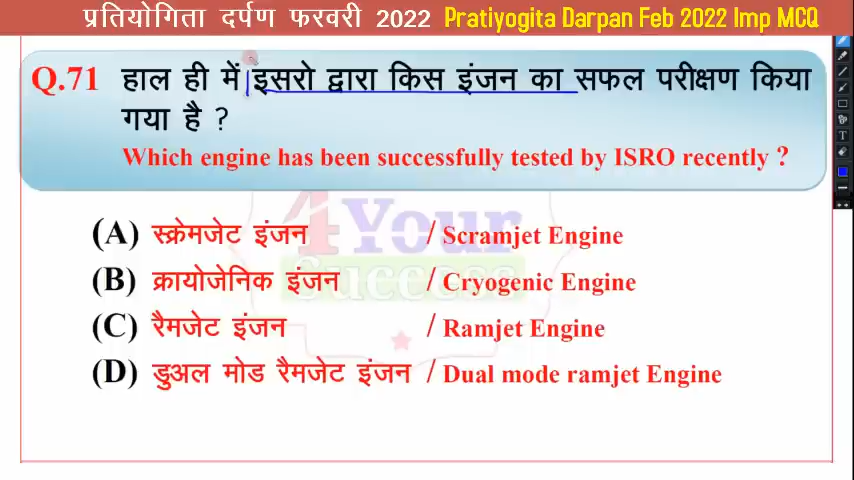 प्रतियोगिता दर्पण फरवरी 2022 Pratiyogita Darpan Feb 2022 Imp MCQ
Q.71 हाल ही में इसरो द्वारा किस इंजन का सफल परीक्षण किया
गया है ?
Which engine has been successfully tested by ISRO recently ?
4Your
Success
(A) स्क्रेमजेट इंजन / Scramjet Engine
(B) क्रायोजेनिक इंजन / Cryogenic Engine
(C) रैमजेट इंजन / Ramjet Engine
(D) डुअल मोड रैमजेट इंजन / Dual mode ramjet Engine